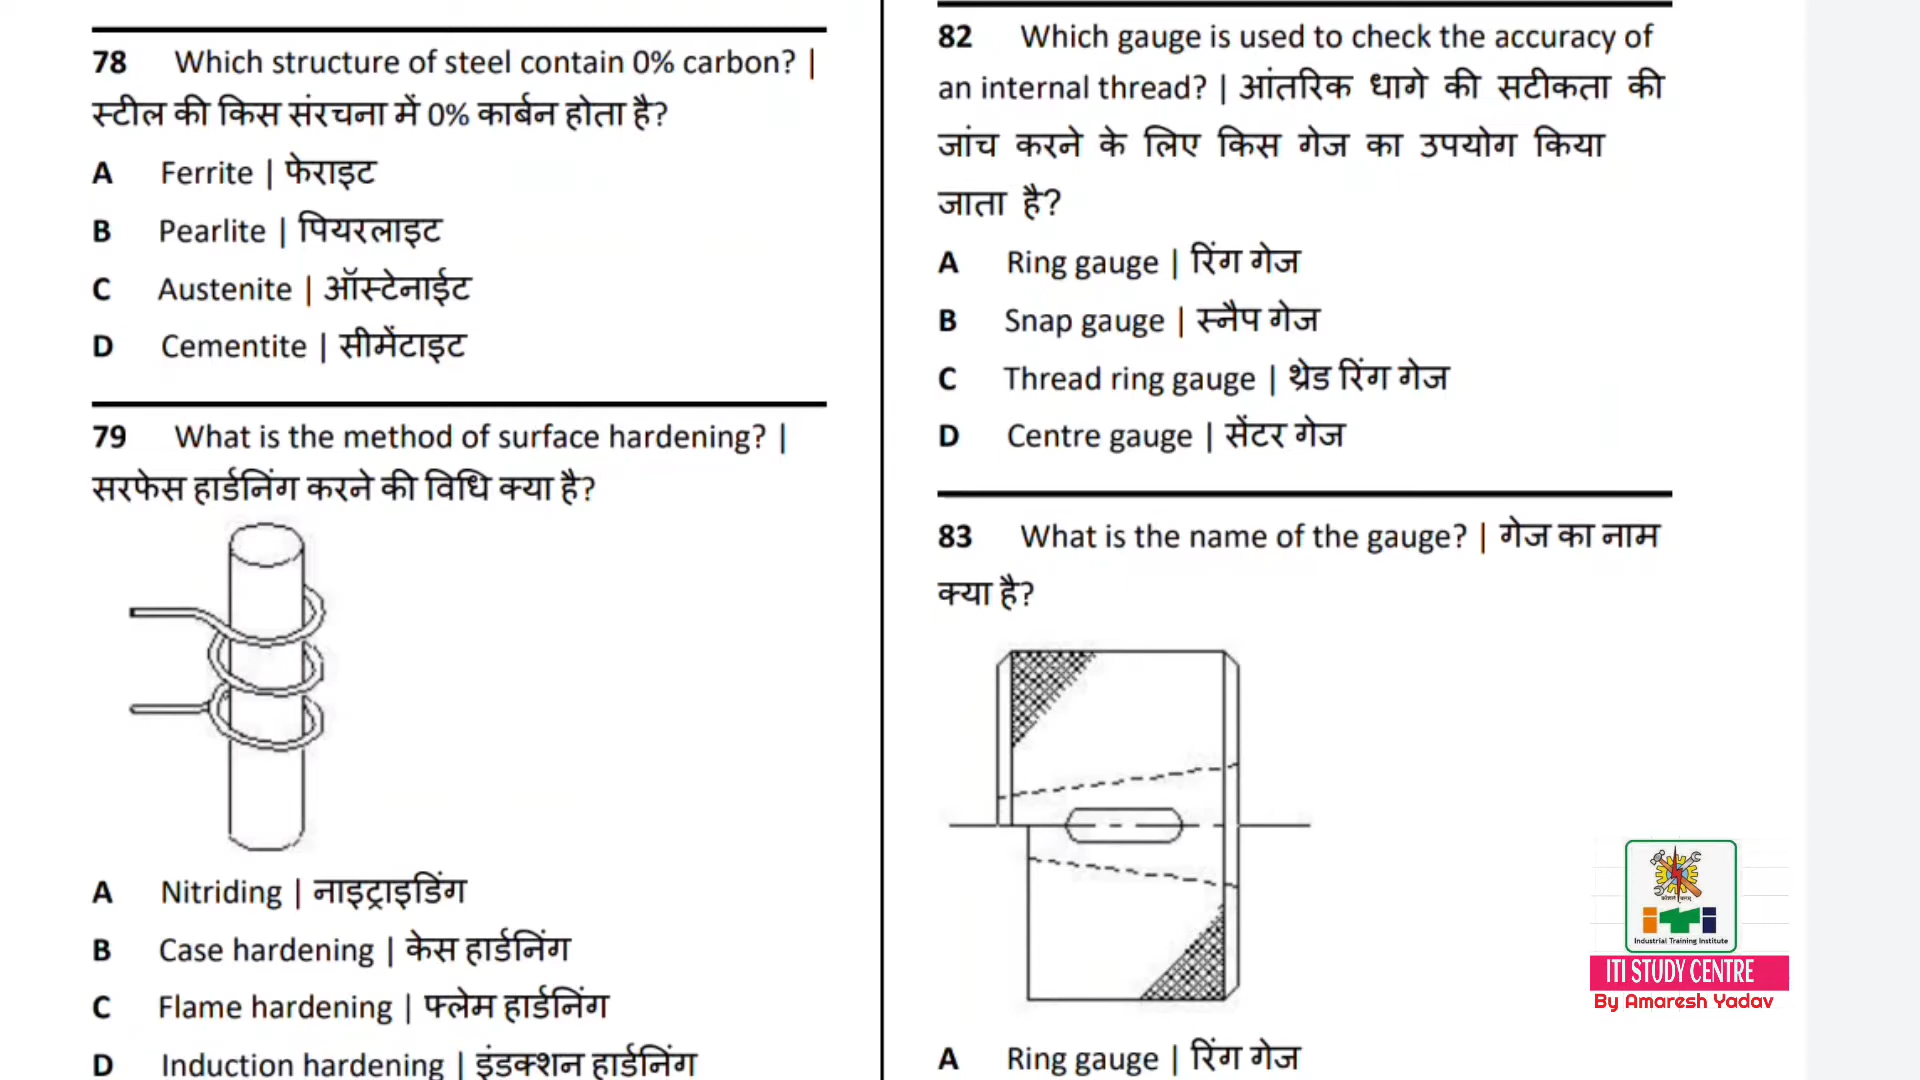 78 Which structure of steel contain 0% carbon? |
स्टील की किस संरचना में 0% कार्बन होता है?
A Ferrite | फेराइट
B Pearlite | पियरलाइट
C Austenite | ऑस्टेनाईट
D Cementite | सीमेंटाइट
79 What is the method of surface hardening? |
सरफेस हार्डनिंग करने की विधि क्या है?
A Nitriding | नाइट्राइडिंग
B Case hardening | केस हार्डनिंग
C Flame hardening | फ्लेम हार्डनिंग
D Induction hardening | इंडक्शन हार्डनिंग
82 Which gauge is used to check the accuracy of
an internal thread? | आंतरिक धागे की सटीकता की
जांच करने के लिए किस गेज का उपयोग किया
जाता है?
A Ring gauge | रिंग गेज
B Snap gauge | स्नैप गेज
C Thread ring gauge | थ्रेड रिंग गेज
D Centre gauge | सेंटर गेज
83 What is the name of the gauge? | गेज का नाम
क्या है?
A Ring gauge | रिंग गेज
iTi
Industrial Training Institute
ITI STUDY CENTRE
By Amaresh Yadav